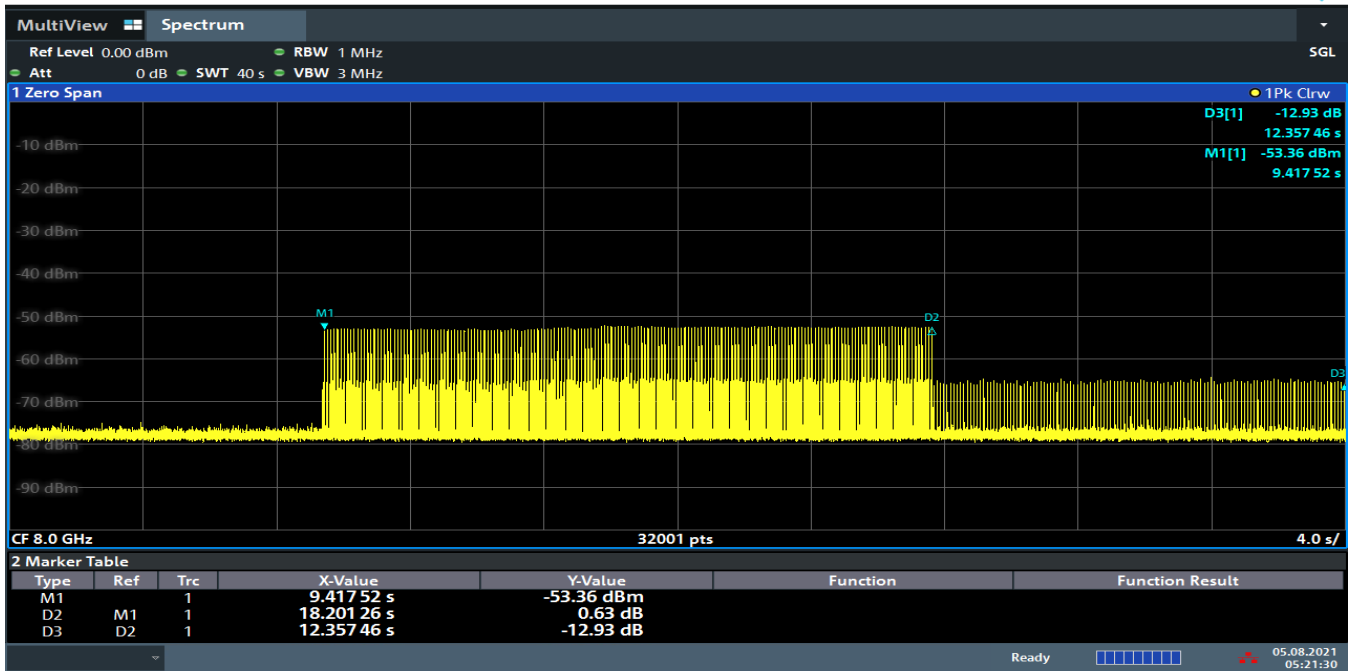 MultiView Spectrum
Ref Level 0.00 dBm RBW 1 MHz SGL
Att 0 dB SWT 40 s VBW 3 MHz
1 Zero Span 1Pk Clrw
D3[1] -12.93 dB
12.357 46 s
-10 dBm
M1[1] -53.36 dBm
9.417 52 s
-20 dBm
-30 dBm
-40 dBm
-50 dBm
M1
D2
-60 dBm
D3
-70 dBm
-80 dBm
-90 dBm
CF 8.0 GHz 32001 pts 4.0 s/
2 Marker Table
Type Ref Trc X-Value Y-Value Function Function Result
M1 1 9.417 52 s -53.36 dBm
D2 M1 1 18.201 26 s 0.63 dB
D3 D2 1 12.357 46 s -12.93 dB
Ready 05.08.2021
05:21:30